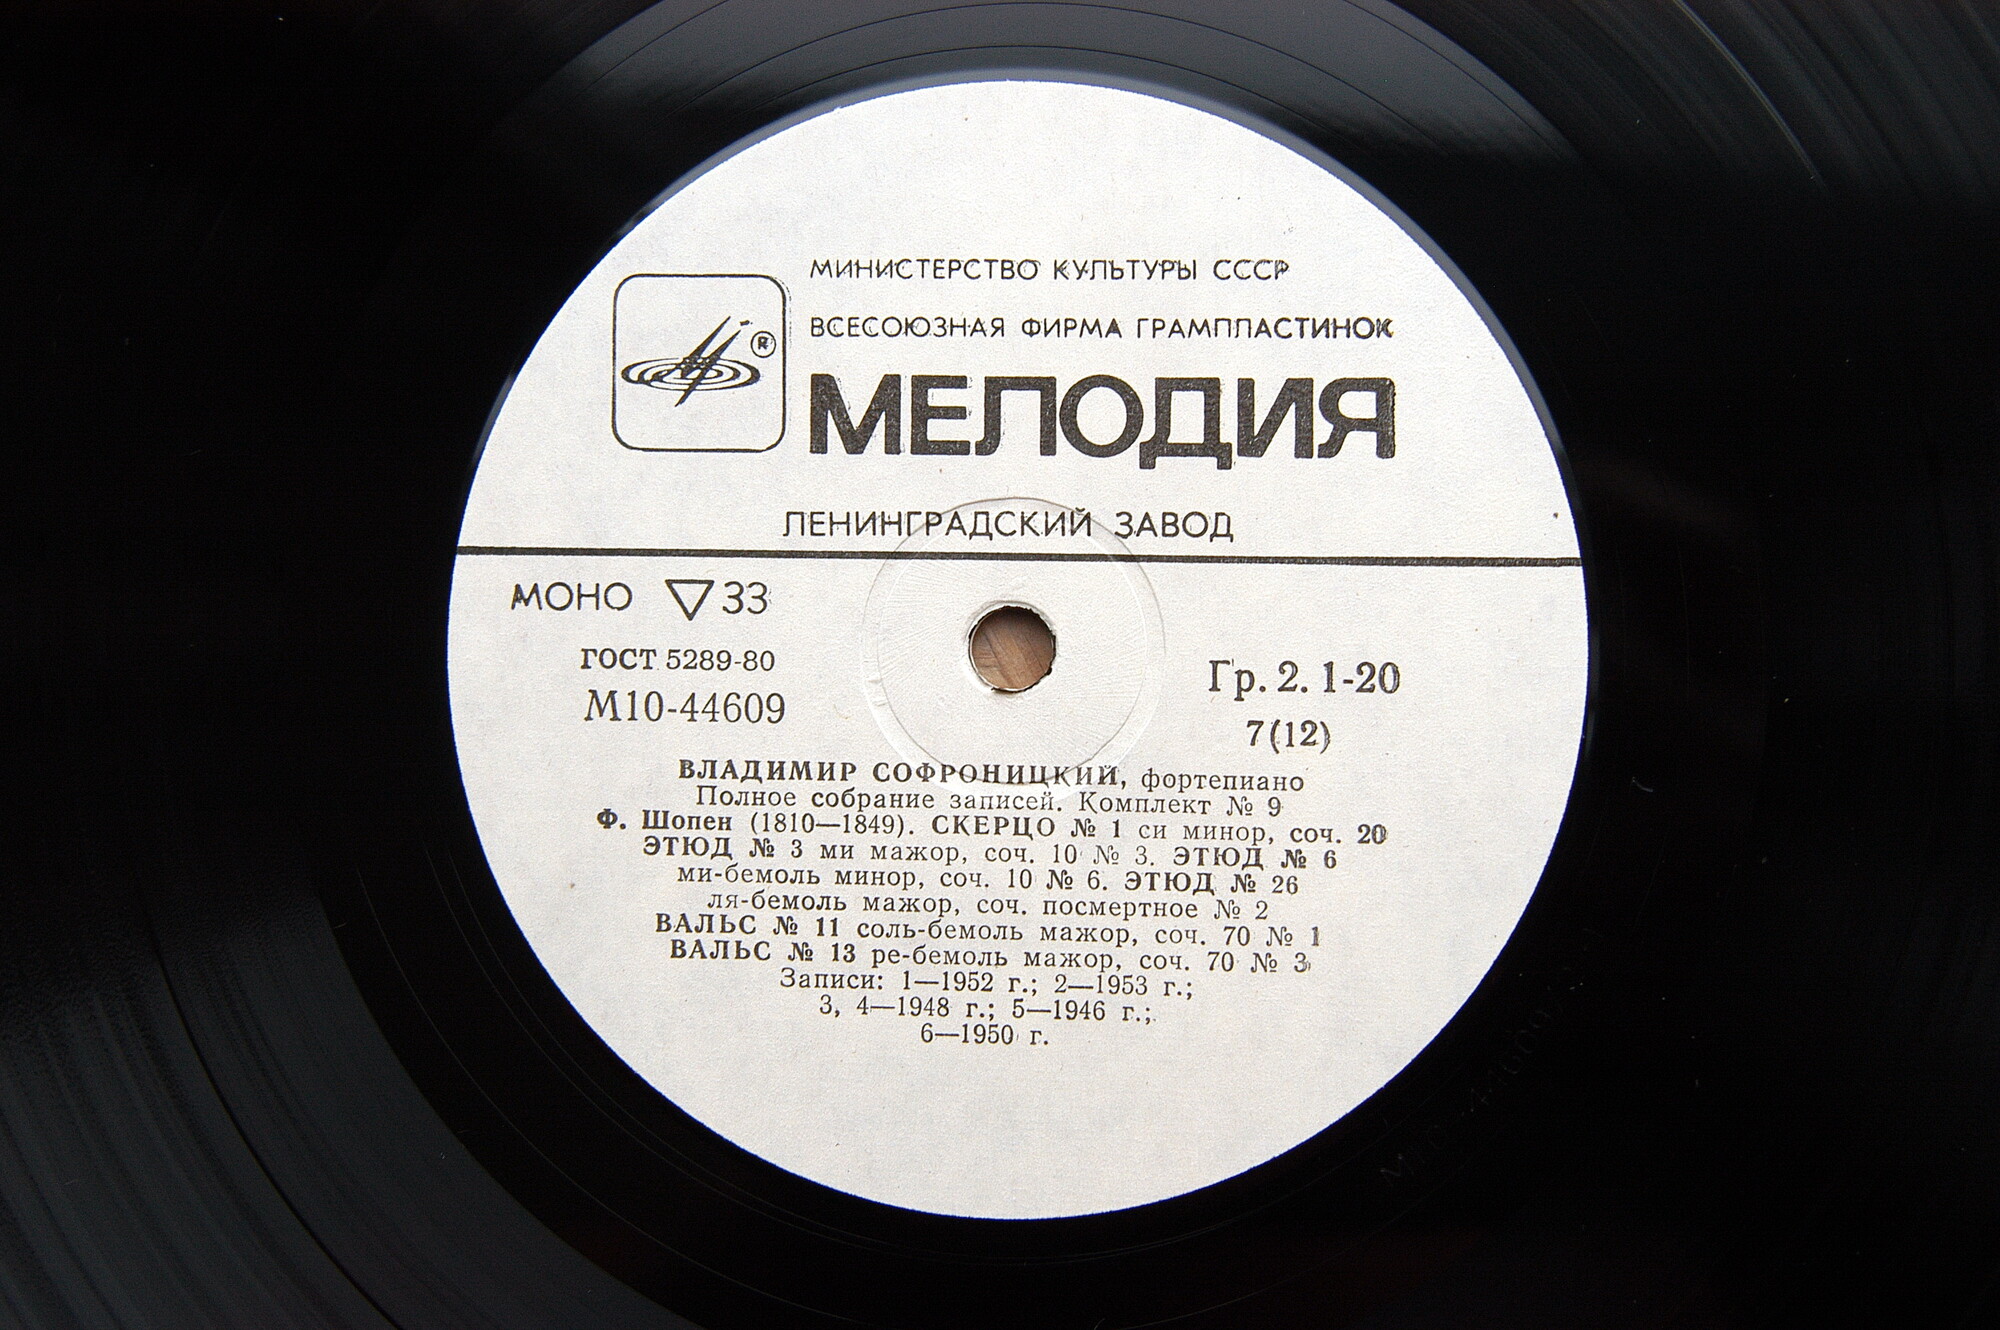 МИНИСТЕРСТВО КУЛЬТУРЫ СССР
ВСЕСОЮЗНАЯ ФИРМА ГРАМПЛАСТИНОК
®
МЕЛОДИЯ
ЛЕНИНГРАДСКИЙ ЗАВОД
МОНО ▽ 33
ГОСТ 5289-80
М10-44609
Гр. 2. 1-20
7(12)
ВЛАДИМИР СОФРОНИЦКИЙ, фортепиано
Полное собрание записей. Комплект № 9
Ф. Шопен (1810—1849). СКЕРЦО № 1 си минор, соч. 20
ЭТЮД № 3 ми мажор, соч. 10 № 3. ЭТЮД № 6
ми-бемоль минор, соч. 10 № 6. ЭТЮД № 26
ля-бемоль мажор, соч. посмертное № 2
ВАЛЬС № 11 соль-бемоль мажор, соч. 70 № 1
ВАЛЬС № 13 ре-бемоль мажор, соч. 70 № 3
Записи: 1—1952 г.; 2—1953 г.;
3, 4—1948 г.; 5—1946 г.;
6—1950 г.